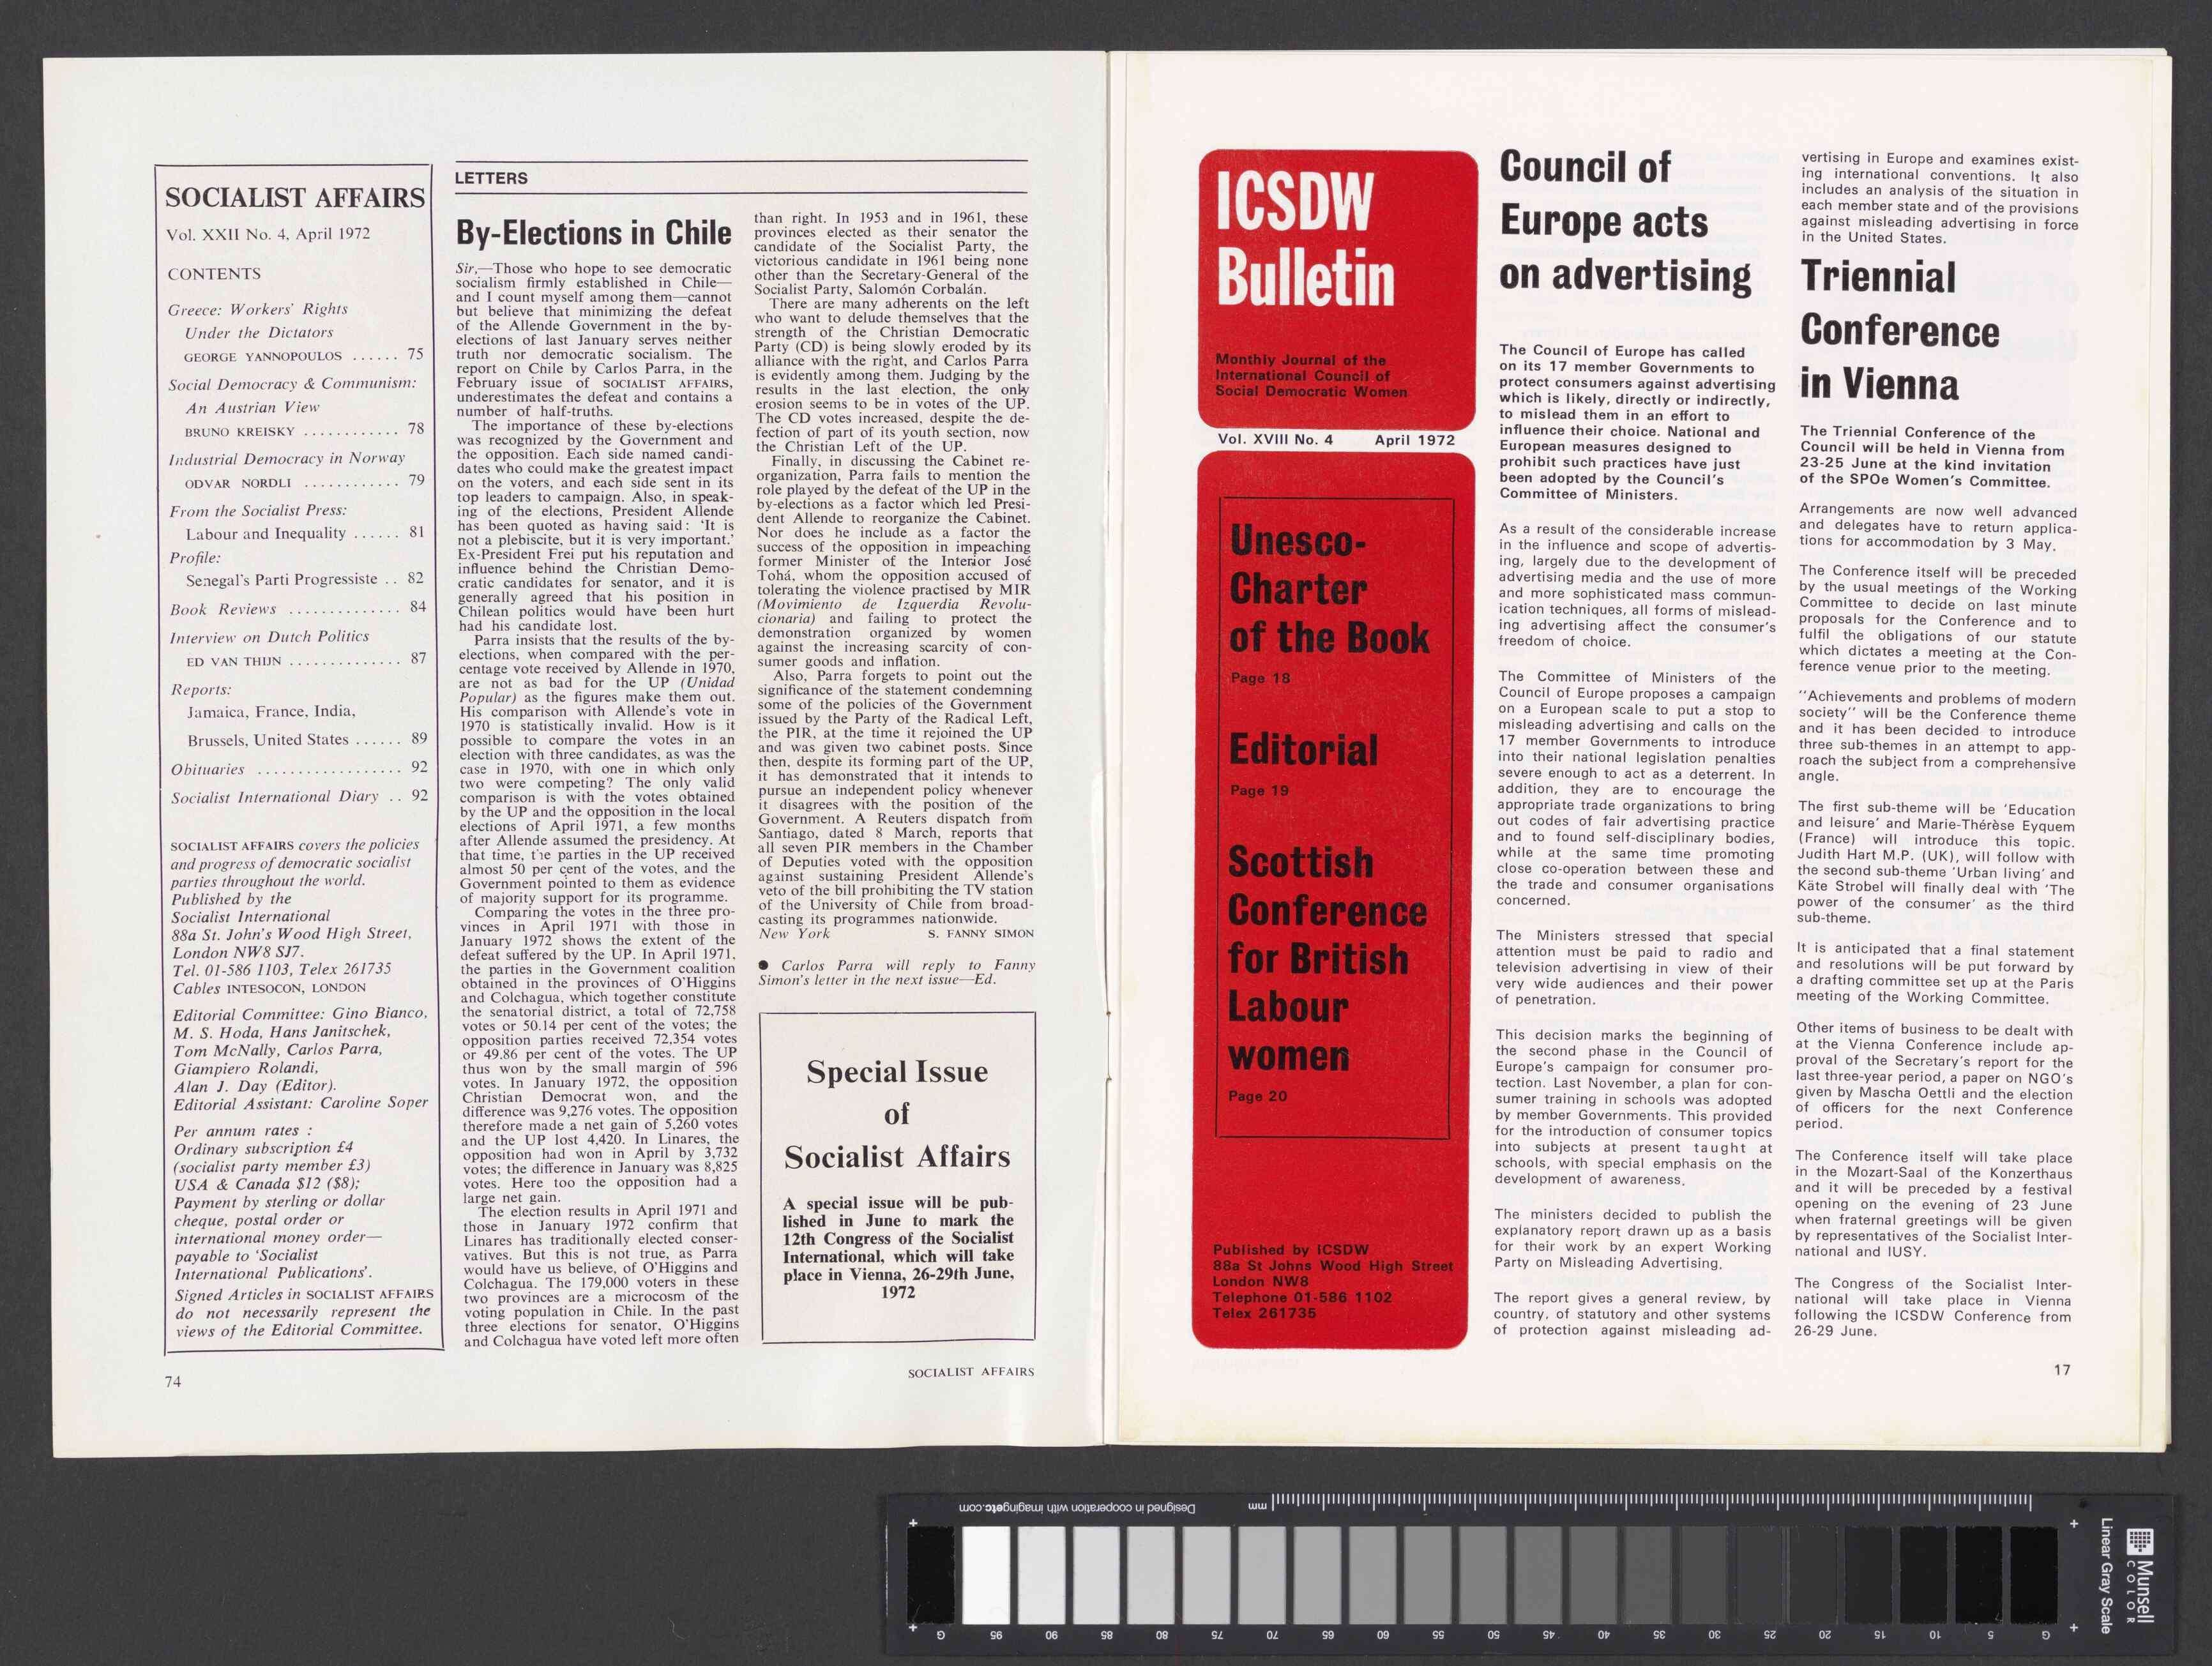 SOCIALIST AFFAIRS
Vol. XXII No. 4, April 1972
CONTENTS
Greece: Workers' Rights
Under the Dictators
GEORGE YANNOPOULOS ...... 75
Social Democracy & Communism:
An Austrian View
BRUNO KREISKY ............ 78
Industrial Democracy in Norway
ODVAR NORDLI ............ 79
From the Socialist Press:
Labour and Inequality ...... 81
Profile:
Senegal's Parti Progressiste .. 82
Book Reviews .............. 84
Interview on Dutch Politics
ED VAN THIJN .............. 87
Reports:
Jamaica, France, India,
Brussels, United States ...... 89
Obituaries .................. 92
Socialist International Diary .. 92
SOCIALIST AFFAIRS covers the policies
and progress of democratic socialist
parties throughout the world.
Published by the
Socialist International
88a St. John's Wood High Street,
London NW8 SJ7.
Tel. 01-586 1103, Telex 261735
Cables INTESOCON, LONDON
Editorial Committee: Gino Bianco,
M. S. Hoda, Hans Janitschek,
Tom McNally, Carlos Parra,
Giampiero Rolandi,
Alan J. Day (Editor).
Editorial Assistant: Caroline Soper
Per annum rates :
Ordinary subscription £4
(socialist party member £3)
USA & Canada $12 ($8);
Payment by sterling or dollar
cheque, postal order or
international money order—
payable to 'Socialist
International Publications'.
Signed Articles in SOCIALIST AFFAIRS
do not necessarily represent the
views of the Editorial Committee.
74
LETTERS
By-Elections in Chile
Sir,—Those who hope to see democratic
socialism firmly established in Chile—
and I count myself among them—cannot
but believe that minimizing the defeat
of the Allende Government in the by-
elections of last January serves neither
truth nor democratic socialism. The
report on Chile by Carlos Parra, in the
February issue of SOCIALIST AFFAIRS,
underestimates the defeat and contains a
number of half-truths.
The importance of these by-elections
was recognized by the Government and
the opposition. Each side named candi-
dates who could make the greatest impact
on the voters, and each side sent in its
top leaders to campaign. Also, in speak-
ing of the elections, President Allende
has been quoted as having said: 'It is
not a plebiscite, but it is very important.'
Ex-President Frei put his reputation and
influence behind the Christian Demo-
cratic candidates for senator, and it is
generally agreed that his position in
Chilean politics would have been hurt
had his candidate lost.
Parra insists that the results of the by-
elections, when compared with the per-
centage vote received by Allende in 1970,
are not as bad for the UP (Unidad
Popular) as the figures make them out.
His comparison with Allende's vote in
1970 is statistically invalid. How is it
possible to compare the votes in an
election with three candidates, as was the
case in 1970, with one in which only
two were competing? The only valid
comparison is with the votes obtained
by the UP and the opposition in the local
elections of April 1971, a few months
after Allende assumed the presidency. At
that time, the parties in the UP received
almost 50 per cent of the votes, and the
Government pointed to them as evidence
of majority support for its programme.
Comparing the votes in the three pro-
vinces in April 1971 with those in
January 1972 shows the extent of the
defeat suffered by the UP. In April 1971,
the parties in the Government coalition
obtained in the provinces of O'Higgins
and Colchagua, which together constitute
the senatorial district, a total of 72,758
votes or 50.14 per cent of the votes; the
opposition parties received 72,354 votes
or 49.86 per cent of the votes. The UP
thus won by the small margin of 596
votes. In January 1972, the opposition
Christian Democrat won, and the
difference was 9,276 votes. The opposition
therefore made a net gain of 5,260 votes
and the UP lost 4,420. In Linares, the
opposition had won in April by 3,732
votes; the difference in January was 8,825
votes. Here too the opposition had a
large net gain.
The election results in April 1971 and
those in January 1972 confirm that
Linares has traditionally elected conser-
vatives. But this is not true, as Parra
would have us believe, of O'Higgins and
Colchagua. The 179,000 voters in these
two provinces are a microcosm of the
voting population in Chile. In the past
three elections for senator, O'Higgins
and Colchagua have voted left more often
than right. In 1953 and in 1961, these
provinces elected as their senator the
candidate of the Socialist Party, the
victorious candidate in 1961 being none
other than the Secretary-General of the
Socialist Party, Salomón Corbalán.
There are many adherents on the left
who want to delude themselves that the
strength of the Christian Democratic
Party (CD) is being slowly eroded by its
alliance with the right, and Carlos Parra
is evidently among them. Judging by the
results in the last election, the only
erosion seems to be in votes of the UP.
The CD votes increased, despite the de-
fection of part of its youth section, now
the Christian Left of the UP.
Finally, in discussing the Cabinet re-
organization, Parra fails to mention the
role played by the defeat of the UP in the
by-elections as a factor which led Presi-
dent Allende to reorganize the Cabinet.
Nor does he include as a factor the
success of the opposition in impeaching
former Minister of the Interior José
Tohá, whom the opposition accused of
tolerating the violence practised by MIR
(Movimiento de Izquerdia Revolu-
cionaria) and failing to protect the
demonstration organized by women
against the increasing scarcity of con-
sumer goods and inflation.
Also, Parra forgets to point out the
significance of the statement condemning
some of the policies of the Government
issued by the Party of the Radical Left,
the PIR, at the time it rejoined the UP
and was given two cabinet posts. Since
then, despite its forming part of the UP,
it has demonstrated that it intends to
pursue an independent policy whenever
it disagrees with the position of the
Government. A Reuters dispatch from
Santiago, dated 8 March, reports that
all seven PIR members in the Chamber
of Deputies voted with the opposition
against sustaining President Allende's
veto of the bill prohibiting the TV station
of the University of Chile from broad-
casting its programmes nationwide.
New York S. FANNY SIMON
● Carlos Parra will reply to Fanny
Simon's letter in the next issue—Ed.
Special Issue
of
Socialist Affairs
A special issue will be pub-
lished in June to mark the
12th Congress of the Socialist
International, which will take
place in Vienna, 26-29th June,
1972
SOCIALIST AFFAIRS
ICSDW
Bulletin
Monthly Journal of the
International Council of
Social Democratic Women
Vol. XVIII No. 4 April 1972
Unesco-
Charter
of the Book
Page 18
Editorial
Page 19
Scottish
Conference
for British
Labour
women
Page 20
Published by ICSDW
88a St Johns Wood High Street
London NW8
Telephone 01-586 1102
Telex 261735
Council of
Europe acts
on advertising
The Council of Europe has called
on its 17 member Governments to
protect consumers against advertising
which is likely, directly or indirectly,
to mislead them in an effort to
influence their choice. National and
European measures designed to
prohibit such practices have just
been adopted by the Council's
Committee of Ministers.
As a result of the considerable increase
in the influence and scope of advertis-
ing, largely due to the development of
advertising media and the use of more
and more sophisticated mass commun-
ication techniques, all forms of mislead-
ing advertising affect the consumer's
freedom of choice.
The Committee of Ministers of the
Council of Europe proposes a campaign
on a European scale to put a stop to
misleading advertising and calls on the
17 member Governments to introduce
into their national legislation penalties
severe enough to act as a deterrent. In
addition, they are to encourage the
appropriate trade organizations to bring
out codes of fair advertising practice
and to found self-disciplinary bodies,
while at the same time promoting
close co-operation between these and
the trade and consumer organisations
concerned.
The Ministers stressed that special
attention must be paid to radio and
television advertising in view of their
very wide audiences and their power
of penetration.
This decision marks the beginning of
the second phase in the Council of
Europe's campaign for consumer pro-
tection. Last November, a plan for con-
sumer training in schools was adopted
by member Governments. This provided
for the introduction of consumer topics
into subjects at present taught at
schools, with special emphasis on the
development of awareness.
The ministers decided to publish the
explanatory report drawn up as a basis
for their work by an expert Working
Party on Misleading Advertising.
The report gives a general review, by
country, of statutory and other systems
of protection against misleading ad-
vertising in Europe and examines exist-
ing international conventions. It also
includes an analysis of the situation in
each member state and of the provisions
against misleading advertising in force
in the United States.
Triennial
Conference
in Vienna
The Triennial Conference of the
Council will be held in Vienna from
23-25 June at the kind invitation
of the SPOe Women's Committee.
Arrangements are now well advanced
and delegates have to return applica-
tions for accommodation by 3 May.
The Conference itself will be preceded
by the usual meetings of the Working
Committee to decide on last minute
proposals for the Conference and to
fulfil the obligations of our statute
which dictates a meeting at the Con-
ference venue prior to the meeting.
"Achievements and problems of modern
society" will be the Conference theme
and it has been decided to introduce
three sub-themes in an attempt to app-
roach the subject from a comprehensive
angle.
The first sub-theme will be 'Education
and leisure' and Marie-Thérèse Eyquem
(France) will introduce this topic.
Judith Hart M.P. (UK), will follow with
the second sub-theme 'Urban living' and
Käte Strobel will finally deal with 'The
power of the consumer' as the third
sub-theme.
It is anticipated that a final statement
and resolutions will be put forward by
a drafting committee set up at the Paris
meeting of the Working Committee.
Other items of business to be dealt with
at the Vienna Conference include ap-
proval of the Secretary's report for the
last three-year period, a paper on NGO's
given by Mascha Oettli and the election
of officers for the next Conference
period.
The Conference itself will take place
in the Mozart-Saal of the Konzerthaus
and it will be preceded by a festival
opening on the evening of 23 June
when fraternal greetings will be given
by representatives of the Socialist Inter-
national and IUSY.
The Congress of the Socialist Inter-
national will take place in Vienna
following the ICSDW Conference from
26-29 June.
17
Designed in cooperation with imagingetc.com
mm
G 95 90 85 80 75 70 65 60 55 50 45 40 35 30 25 20 15 10 5 G
Linear Gray Scale
Munsell
COLOR